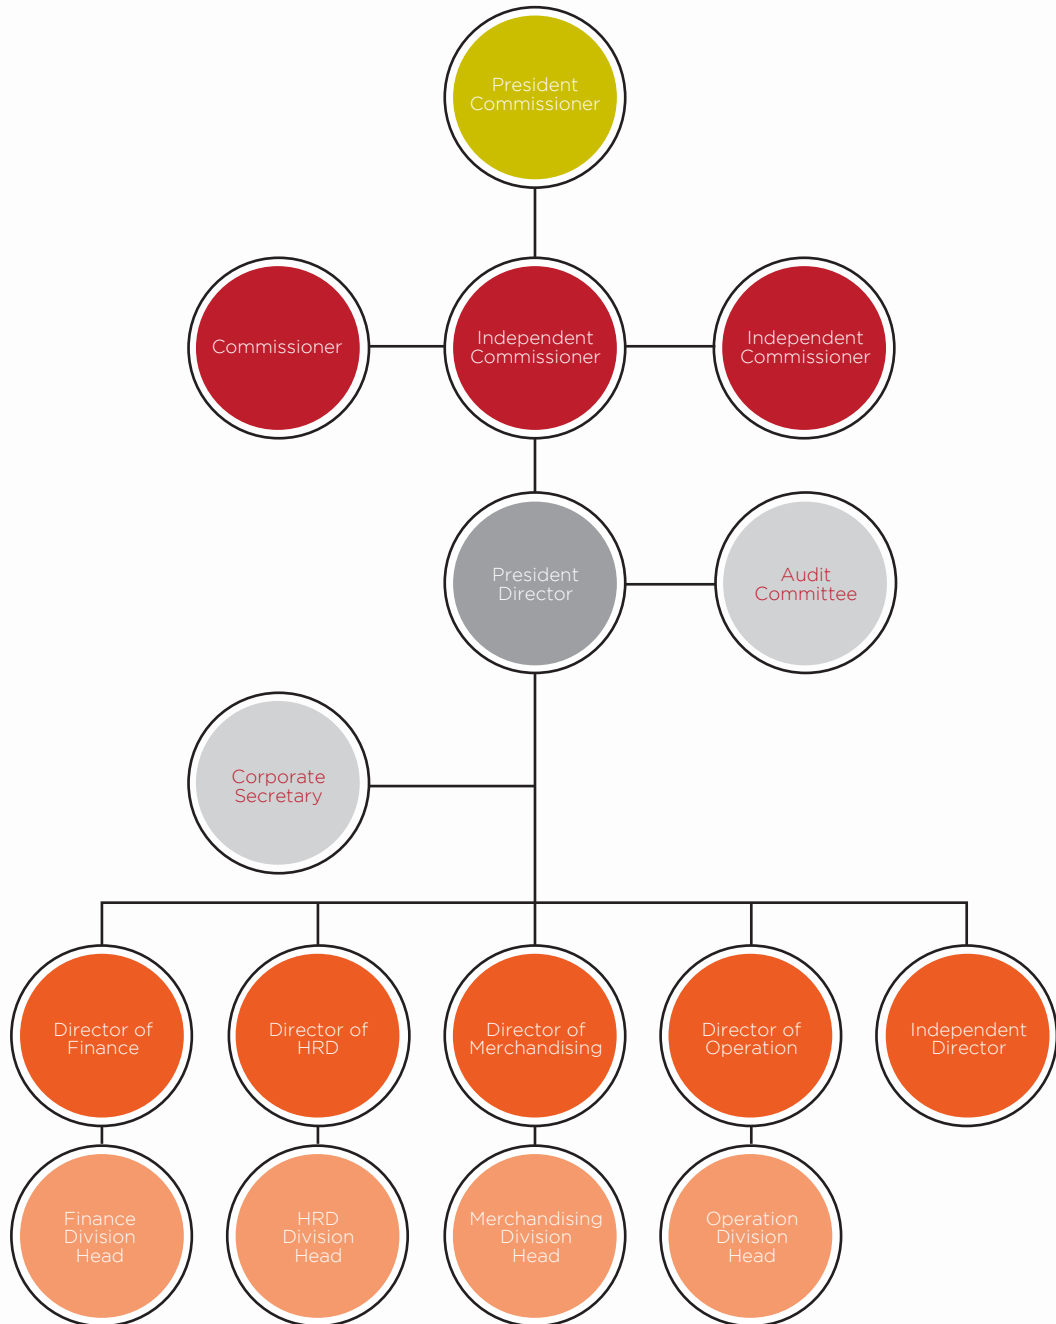 President
Commissioner
Commissioner
Independent
Commissioner
Independent
Commissioner
President
Director
Audit
Committee
Corporate
Secretary
Director of
Finance
Director of
HRD
Director of
Merchandising
Director of
Operation
Independent
Director
Finance
Division
Head
HRD
Division
Head
Merchandising
Division
Head
Operation
Division
Head